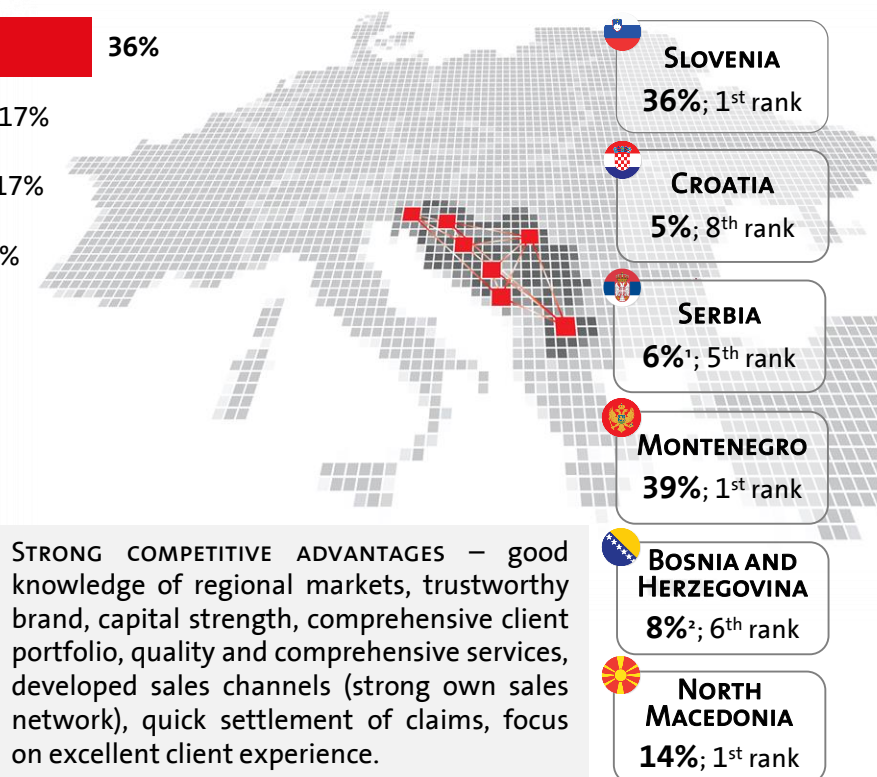 36%
17%
17%
%
SLOVENIA
36%; 1st rank
CROATIA
5%; 8th rank
SERBIA
6%¹; 5th rank
MONTENEGRO
39%; 1st rank
BOSNIA AND
HERZEGOVINA
8%²; 6th rank
NORTH
MACEDONIA
14%; 1st rank
STRONG COMPETITIVE ADVANTAGES – good
knowledge of regional markets, trustworthy
brand, capital strength, comprehensive client
portfolio, quality and comprehensive services,
developed sales channels (strong own sales
network), quick settlement of claims, focus
on excellent client experience.